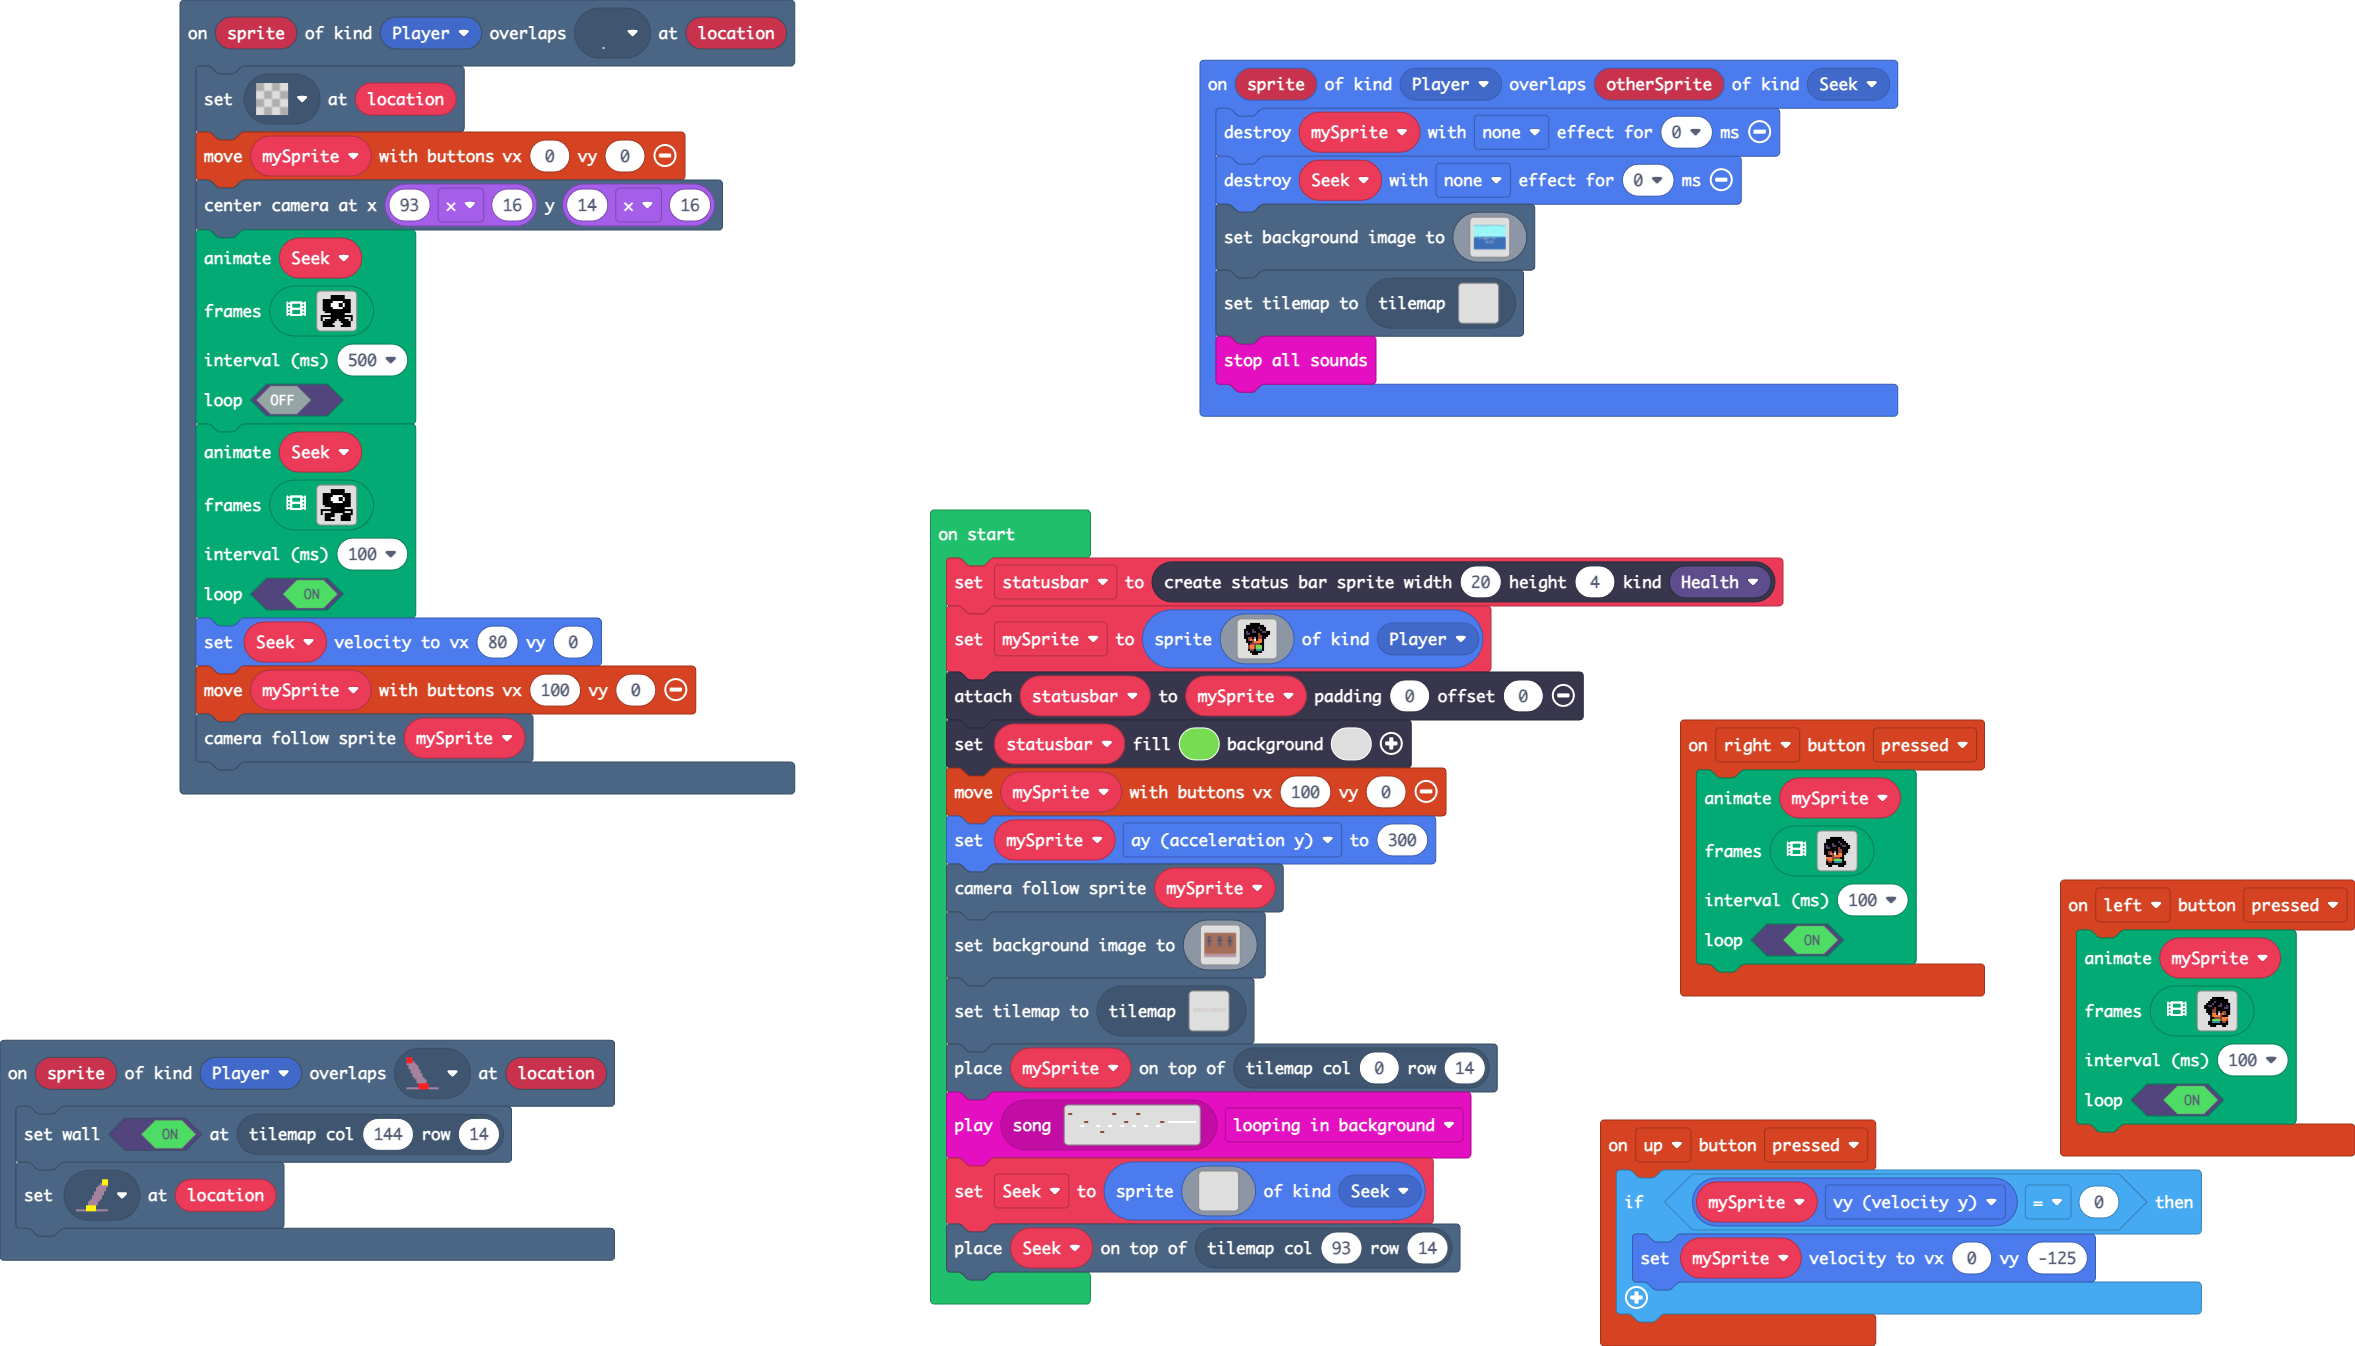 on sprite of kind Player overlaps at location
set at location
move mySprite with buttons vx 0 vy 0
center camera at x 93 × 16 y 14 × 16
animate Seek
frames
interval (ms) 500
loop OFF
animate Seek
frames
interval (ms) 100
loop ON
set Seek velocity to vx 80 vy 0
move mySprite with buttons vx 100 vy 0
camera follow sprite mySprite
on sprite of kind Player overlaps otherSprite of kind Seek
destroy mySprite with none effect for 0 ms
destroy Seek with none effect for 0 ms
set background image to
set tilemap to tilemap
stop all sounds
on start
set statusbar to create status bar sprite width 20 height 4 kind Health
set mySprite to sprite of kind Player
attach statusbar to mySprite padding 0 offset 0
set statusbar fill background
move mySprite with buttons vx 100 vy 0
set mySprite ay (acceleration y) to 300
camera follow sprite mySprite
set background image to
set tilemap to tilemap
place mySprite on top of tilemap col 0 row 14
play song looping in background
set Seek to sprite of kind Seek
place Seek on top of tilemap col 93 row 14
on right button pressed
animate mySprite
frames
interval (ms) 100
loop ON
on left button pressed
animate mySprite
frames
interval (ms) 100
loop ON
on sprite of kind Player overlaps at location
set wall ON at tilemap col 144 row 14
set at location
on up button pressed
if mySprite vy (velocity y) = 0 then
set mySprite velocity to vx 0 vy -125